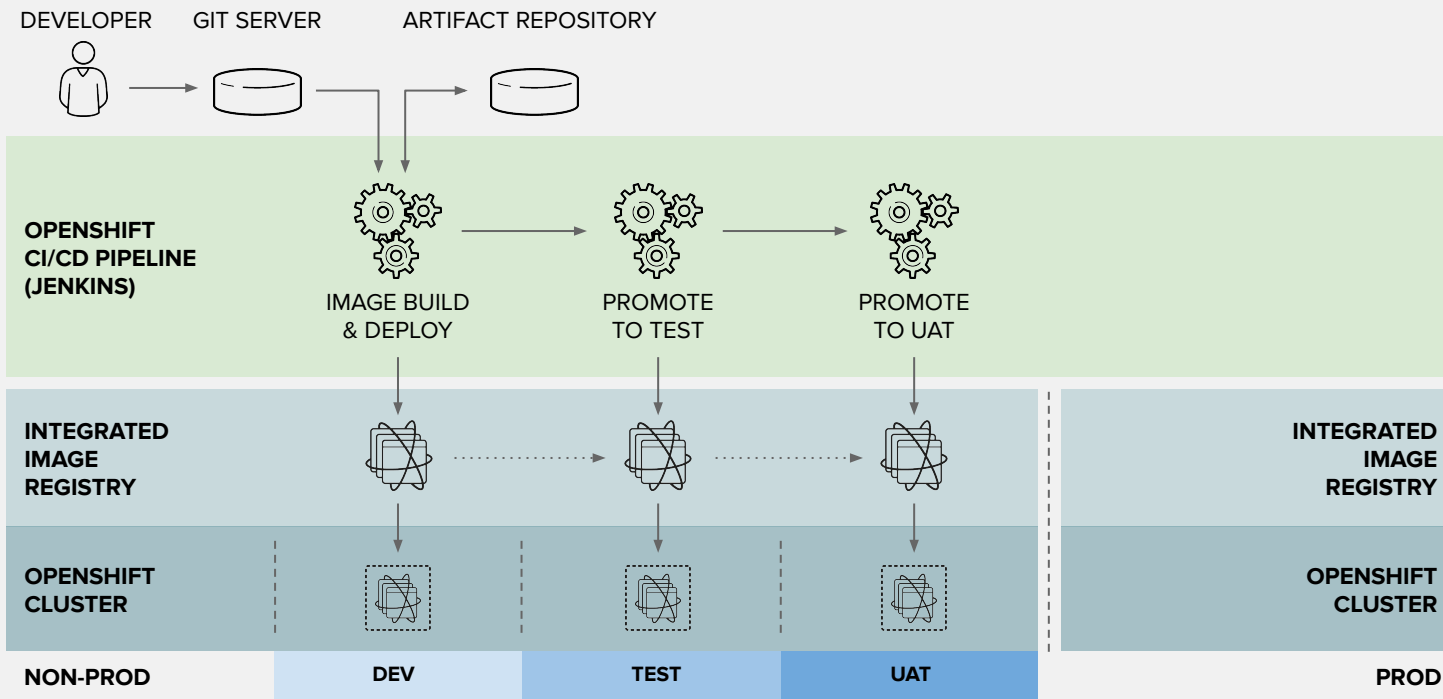 DEVELOPER
GIT SERVER
ARTIFACT REPOSITORY
OPENSHIFT
CI/CD PIPELINE
(JENKINS)
IMAGE BUILD
& DEPLOY
PROMOTE
TO TEST
PROMOTE
TO UAT
INTEGRATED
IMAGE
REGISTRY
INTEGRATED
IMAGE
REGISTRY
OPENSHIFT
CLUSTER
OPENSHIFT
CLUSTER
NON-PROD
DEV
TEST
UAT
PROD